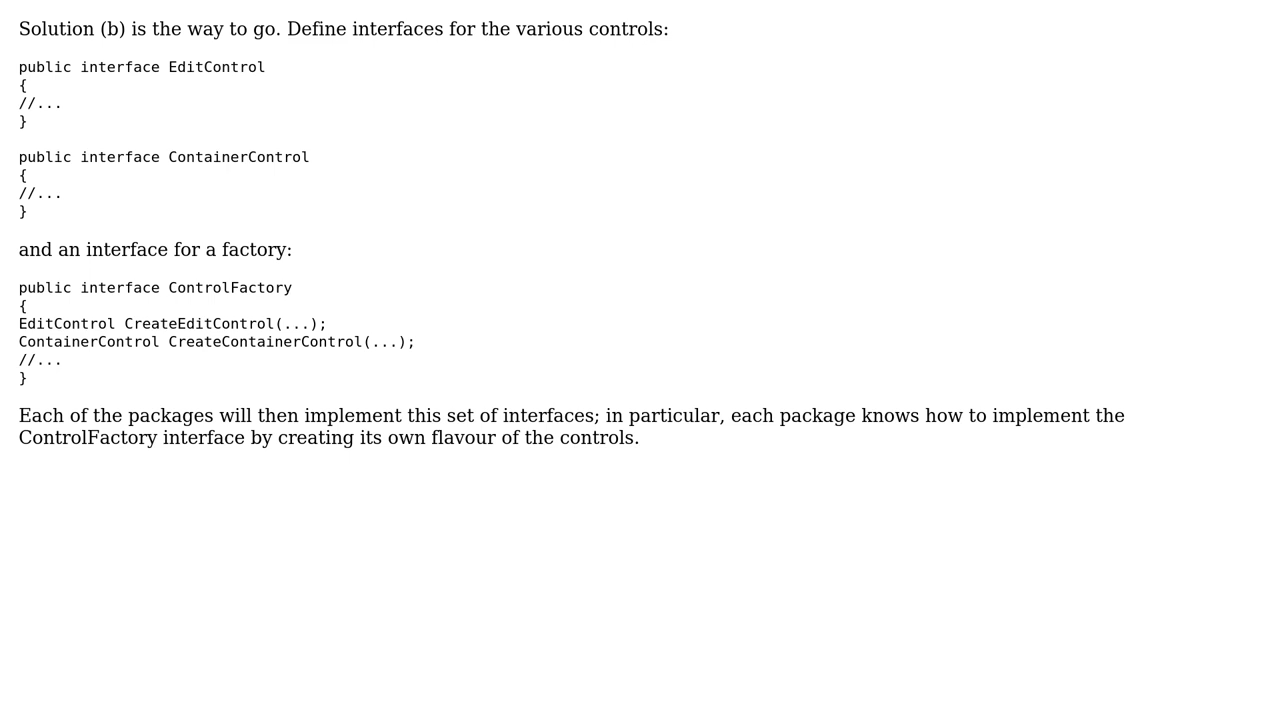 Solution (b) is the way to go. Define interfaces for the various controls:
public interface EditControl
{
//...
}
public interface ContainerControl
{
//...
}
and an interface for a factory:
public interface ControlFactory
{
EditControl CreateEditControl(...);
ContainerControl CreateContainerControl(...);
//...
}
Each of the packages will then implement this set of interfaces; in particular, each package knows how to implement the
ControlFactory interface by creating its own flavour of the controls.